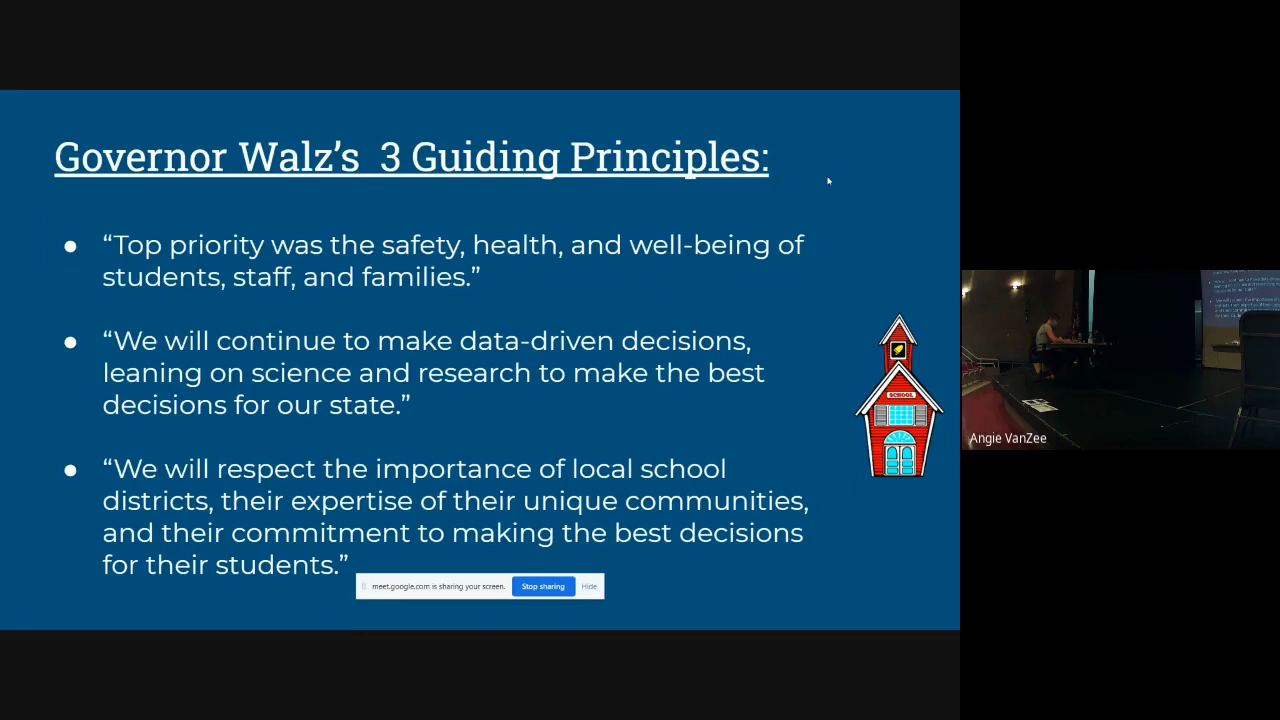 Governor Walz’s  3 Guiding Principles:
● “Top priority was the safety, health, and well-being of
students, staff, and families.”
● “We will continue to make data-driven decisions,
leaning on science and research to make the best
decisions for our state.”
● “We will respect the importance of local school
districts, their expertise of their unique communities,
and their commitment to making the best decisions
for their students.”
SCHOOL
meet.google.com is sharing your screen. Stop sharing Hide
Angie VanZee